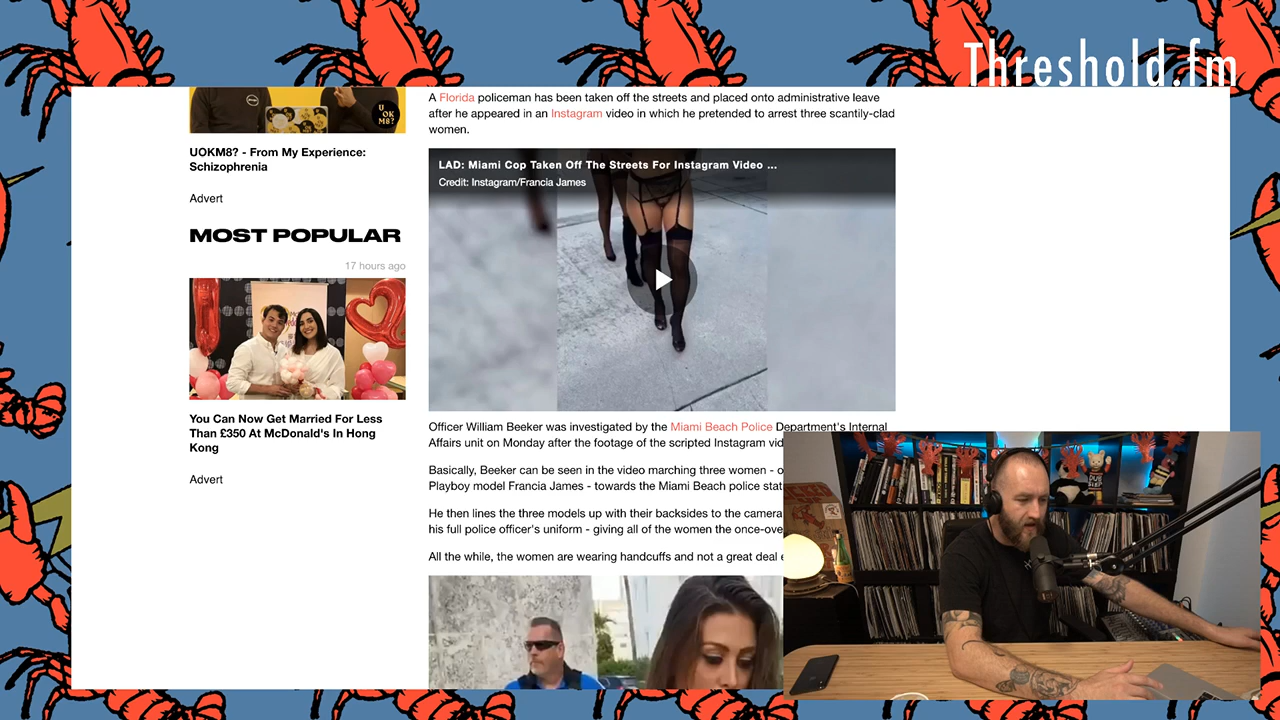 Threshold.fm
U
OK
M8?
UOKM8? - From My Experience:
Schizophrenia
Advert
MOST POPULAR
17 hours ago
You Can Now Get Married For Less
Than £350 At McDonald's In Hong
Kong
Advert
A Florida policeman has been taken off the streets and placed onto administrative leave
after he appeared in an Instagram video in which he pretended to arrest three scantily-clad
women.
LAD: Miami Cop Taken Off The Streets For Instagram Video ...
Credit: Instagram/Francia James
Officer William Beeker was investigated by the Miami Beach Police Department's Internal
Affairs unit on Monday after the footage of the scripted Instagram
Basically, Beeker can be seen in the video marching three women -
Playboy model Francia James - towards the Miami Beach police
He then lines the three models up with their backsides to the camera
his full police officer's uniform - giving all of the women the
All the while, the women are wearing handcuffs and not a great deal